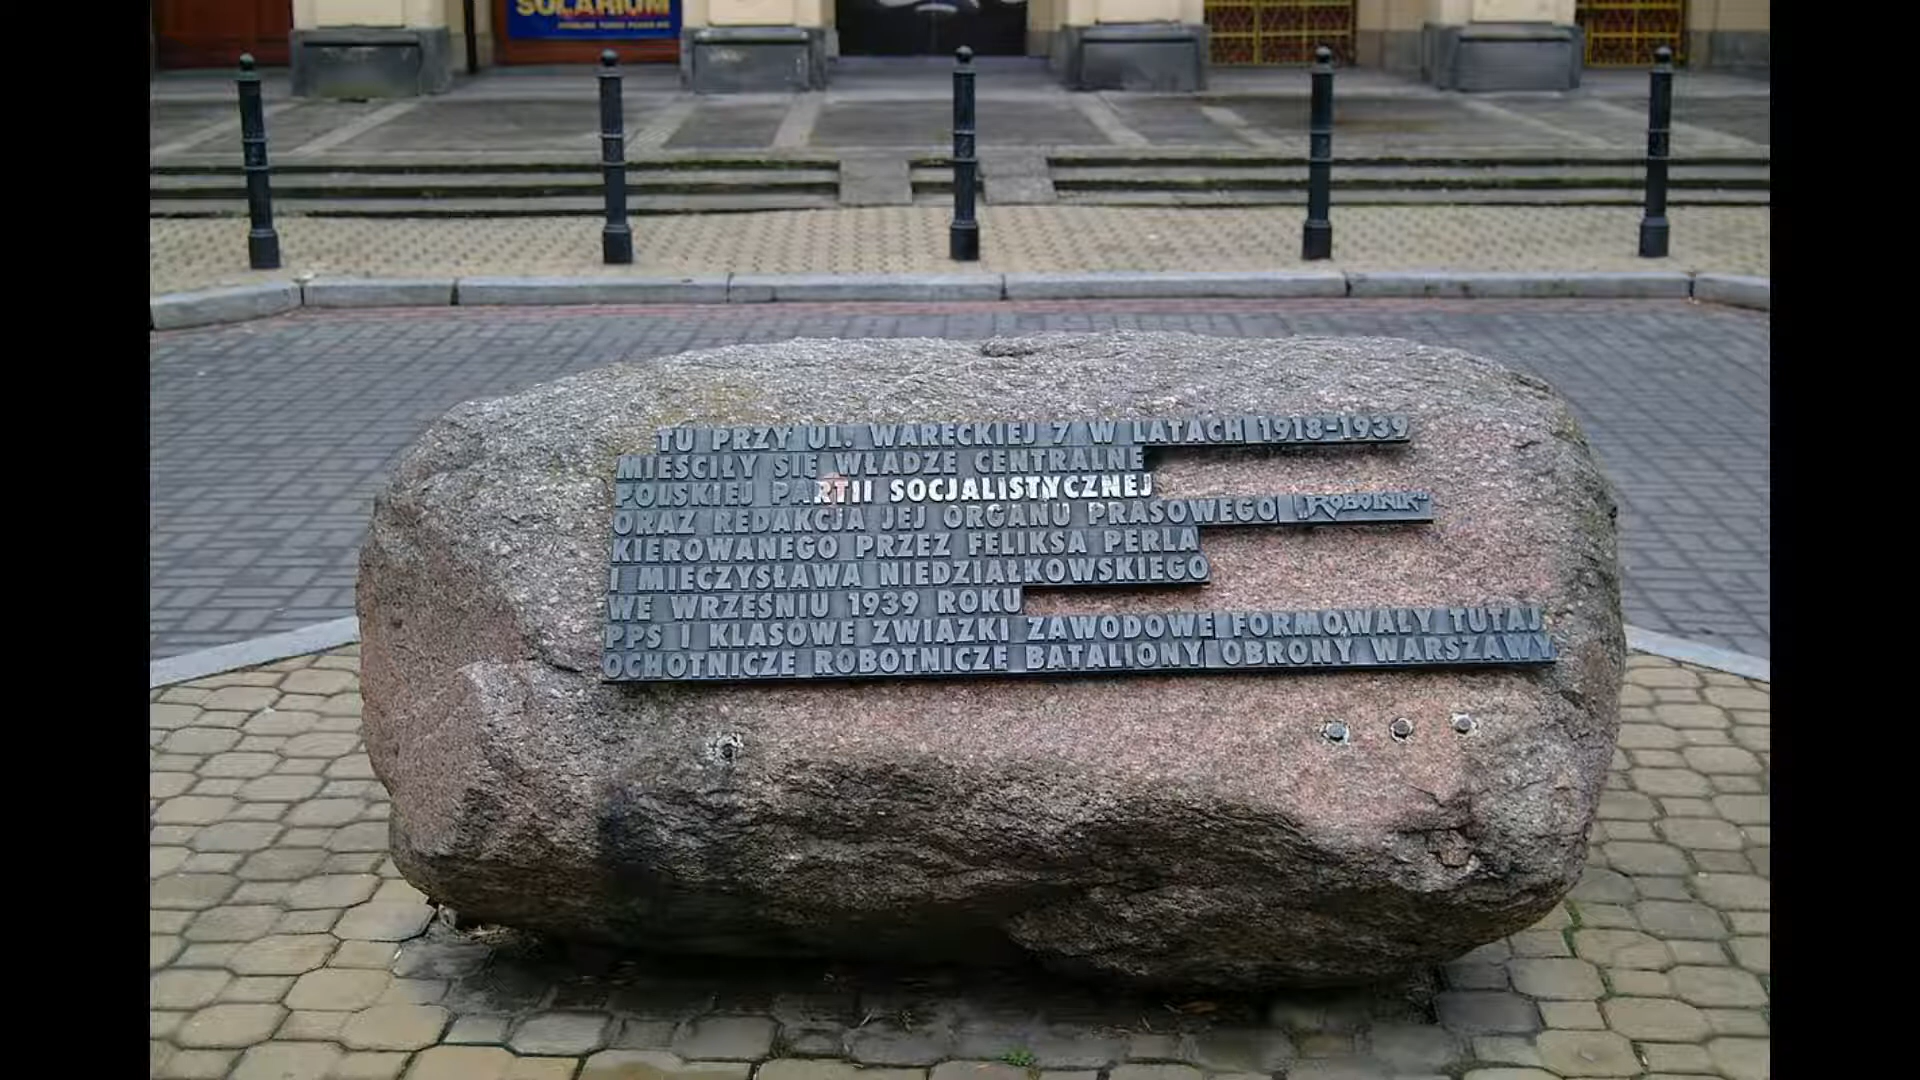 SOLARIUM
TU PRZY UL. WARECKIEJ 7 W LATACH 1918-1939
MIEŚCIŁY SIĘ WŁADZE CENTRALNE
POLSKIEJ PARTII SOCJALISTYCZNEJ
ORAZ REDAKCJA JEJ ORGANU PRASOWEGO „ROBOTNIK"
KIEROWANEGO PRZEZ FELIKSA PERLA
I MIECZYSŁAWA NIEDZIAŁKOWSKIEGO
WE WRZEŚNIU 1939 ROKU
PPS I KLASOWE ZWIĄZKI ZAWODOWE FORMOWAŁY TUTAJ
OCHOTNICZE ROBOTNICZE BATALIONY OBRONY WARSZAWY